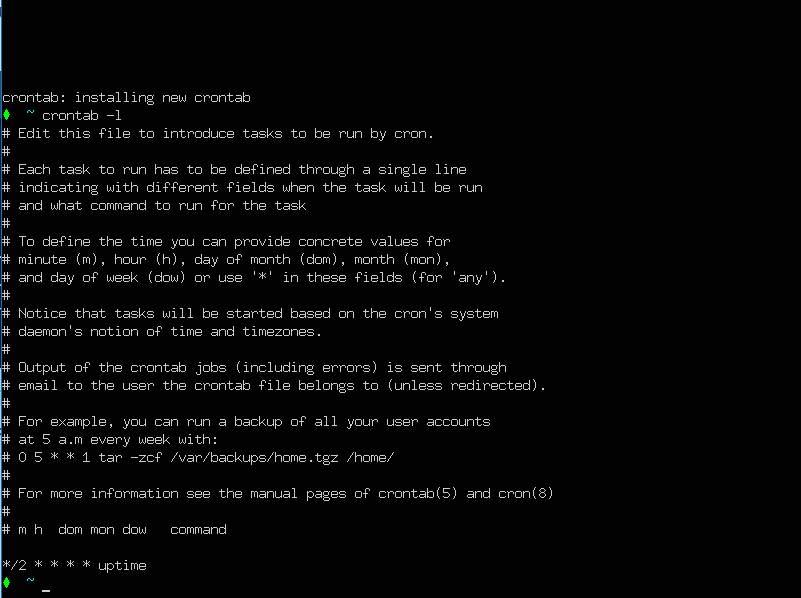 crontab: installing new crontab
~ crontab -l
# Edit this file to introduce tasks to be run by cron.
#
# Each task to run has to be defined through a single line
# indicating with different fields when the task will be run
# and what command to run for the task
#
# To define the time you can provide concrete values for
# minute (m), hour (h), day of month (dom), month (mon),
# and day of week (dow) or use '*' in these fields (for 'any').
#
# Notice that tasks will be started based on the cron's system
# daemon's notion of time and timezones.
#
# Output of the crontab jobs (including errors) is sent through
# email to the user the crontab file belongs to (unless redirected).
#
# For example, you can run a backup of all your user accounts
# at 5 a.m every week with:
# 0 5 * * 1 tar -zcf /var/backups/home.tgz /home/
#
# For more information see the manual pages of crontab(5) and cron(8)
#
# m h  dom mon dow   command
*/2 * * * * uptime
~ _